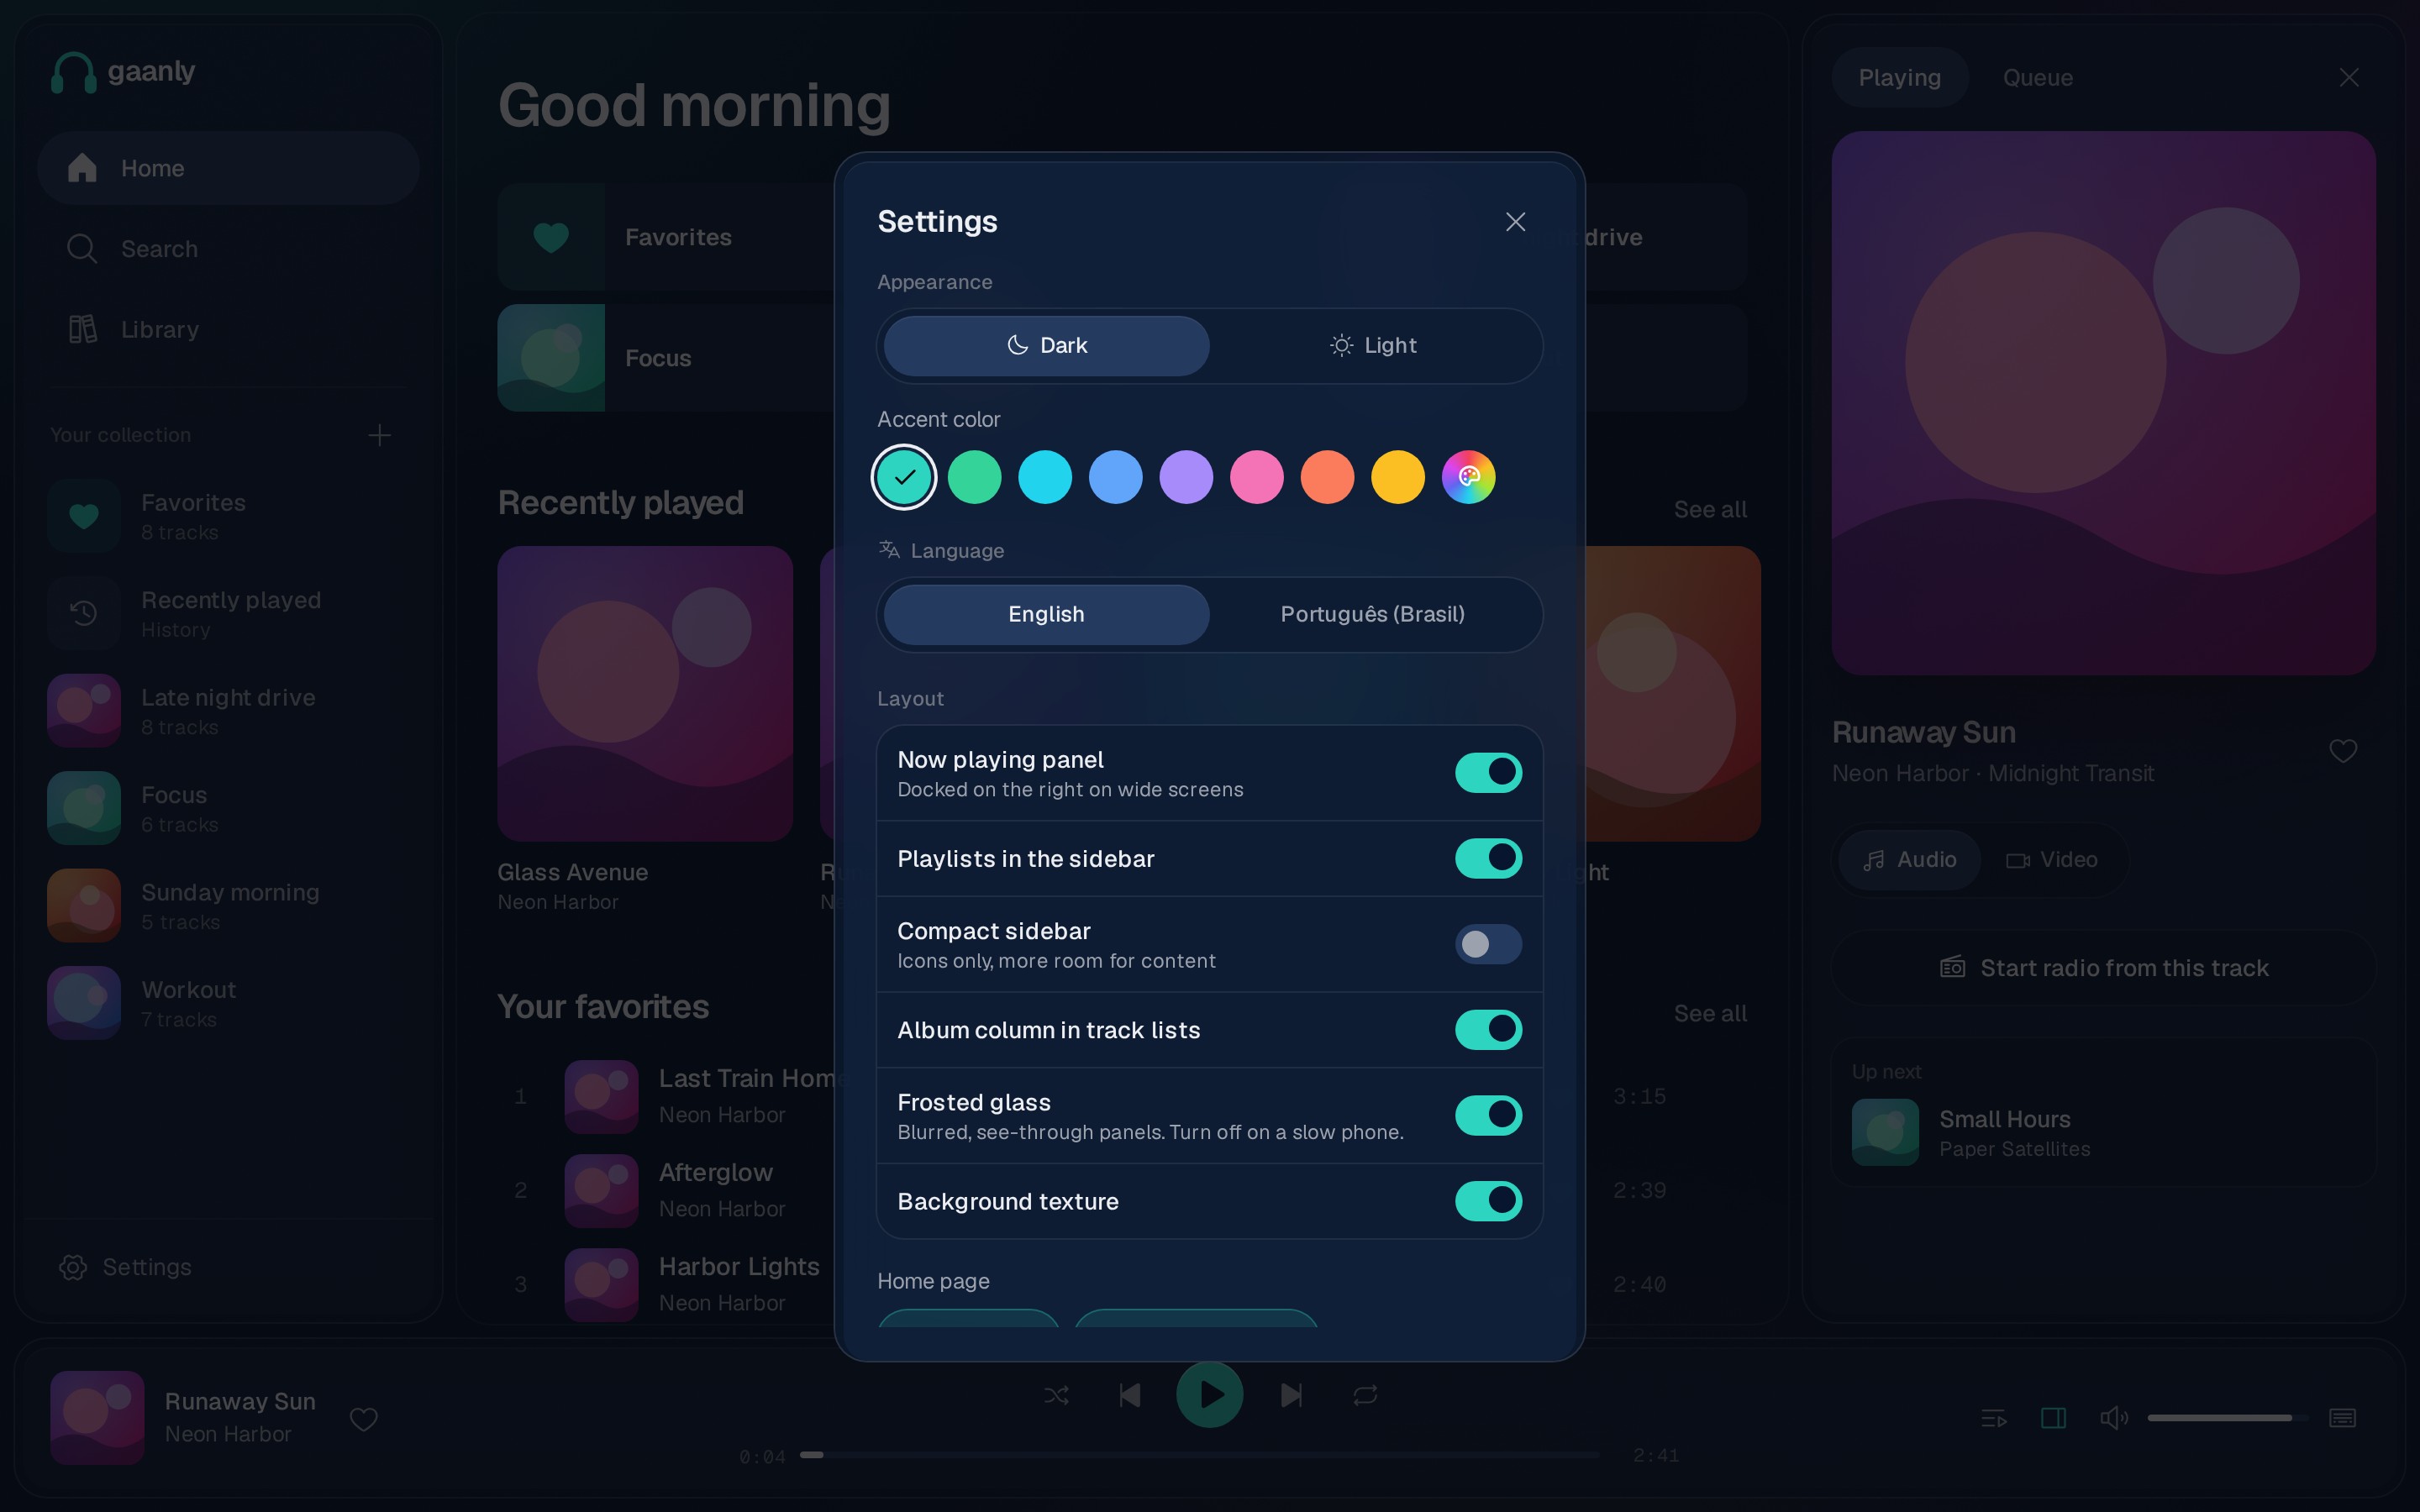 gaanly
Home
Search
Library
Your collection
Favorites
8 tracks
Recently played
History
Late night drive
8 tracks
Focus
6 tracks
Sunday morning
5 tracks
Workout
7 tracks
Settings
Good morning
Favorites
drive
Focus
Recently played
See all
Glass Avenue
Neon Harbor
Your favorites
See all
1
Last Train Home
Neon Harbor
3:15
2
Afterglow
Neon Harbor
2:39
3
Harbor Lights
Neon Harbor
2:40
Settings
Appearance
Dark
Light
Accent color
Language
English
Português (Brasil)
Layout
Now playing panel
Docked on the right on wide screens
Playlists in the sidebar
Compact sidebar
Icons only, more room for content
Album column in track lists
Frosted glass
Blurred, see-through panels. Turn off on a slow phone.
Background texture
Home page
Playing
Queue
Runaway Sun
Neon Harbor · Midnight Transit
Audio
Video
Start radio from this track
Up next
Small Hours
Paper Satellites
Runaway Sun
Neon Harbor
0:04
2:41